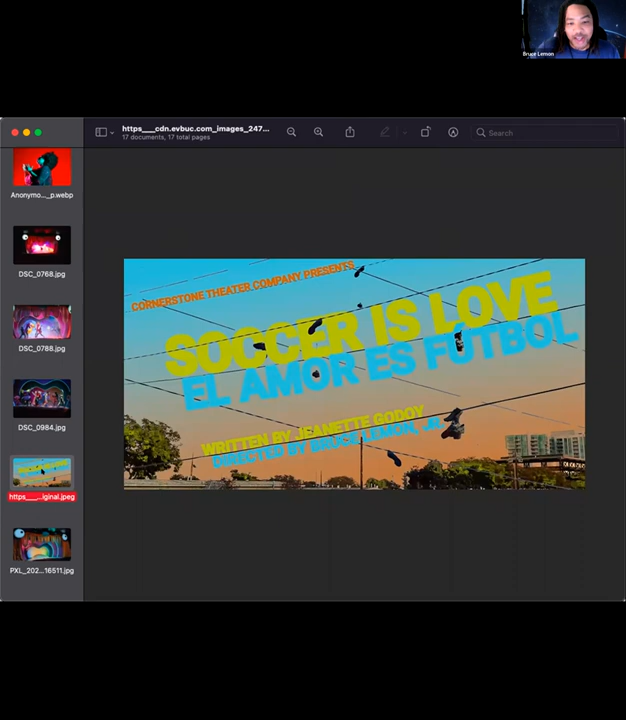 Bruce Lemon
https___cdn.evbuc.com_images_247...
17 documents, 17 total pages
Search
Anonymo..._p.webp
DSC_0768.jpg
DSC_0788.jpg
DSC_0984.jpg
https___...iginal.jpeg
PXL_202...16511.jpg
CORNERSTONE THEATER COMPANY PRESENTS
SOCCER IS LOVE
EL AMOR ES FUTBOL
WRITTEN BY JEANETTE GODOY
DIRECTED BY BRUCE LEMON, JR.